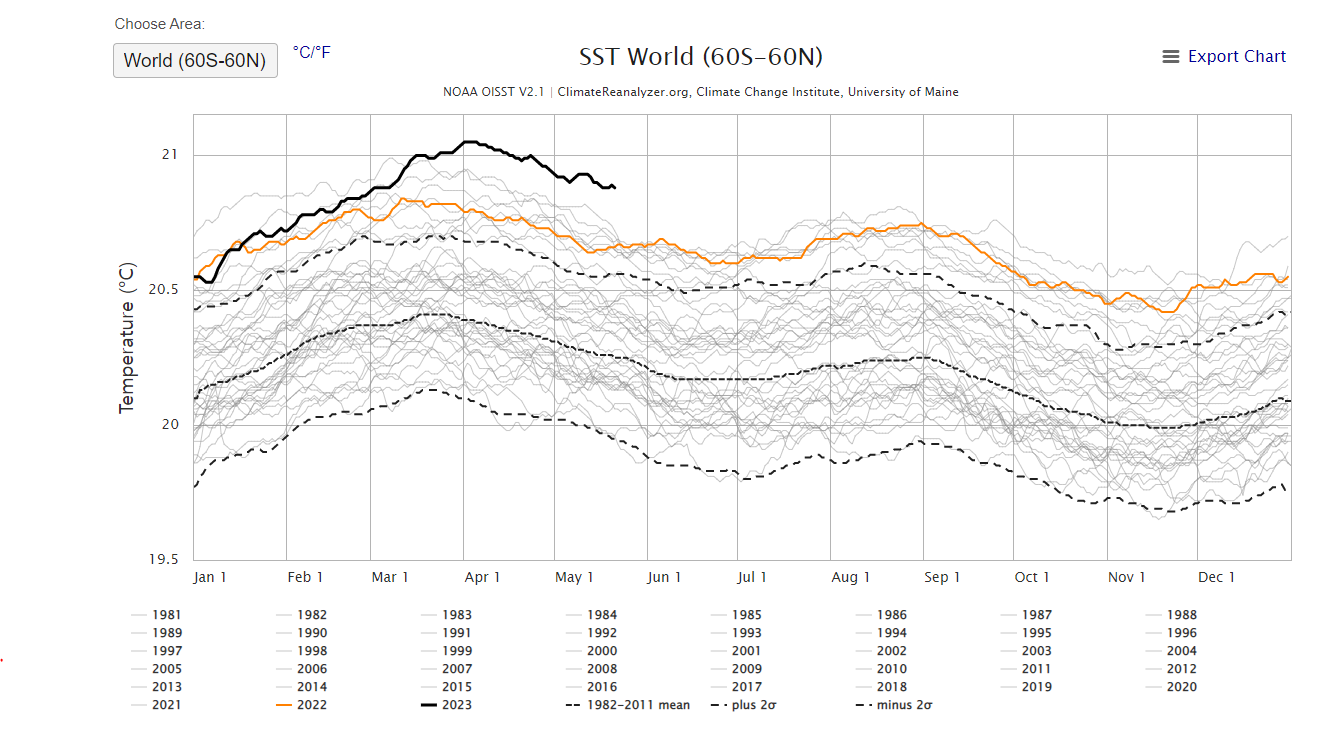 Choose Area:
World (60S-60N) °C/°F
SST World (60S–60N)
Export Chart
NOAA OISST V2.1 | ClimateReanalyzer.org, Climate Change Institute, University of Maine
Temperature (°C)
21
20.5
20
19.5
Jan 1 Feb 1 Mar 1 Apr 1 May 1 Jun 1 Jul 1 Aug 1 Sep 1 Oct 1 Nov 1 Dec 1
1981 1982 1983 1984 1985 1986 1987 1988
1989 1990 1991 1992 1993 1994 1995 1996
1997 1998 1999 2000 2001 2002 2003 2004
2005 2006 2007 2008 2009 2010 2011 2012
2013 2014 2015 2016 2017 2018 2019 2020
2021 2022 2023 1982–2011 mean plus 2σ minus 2σ